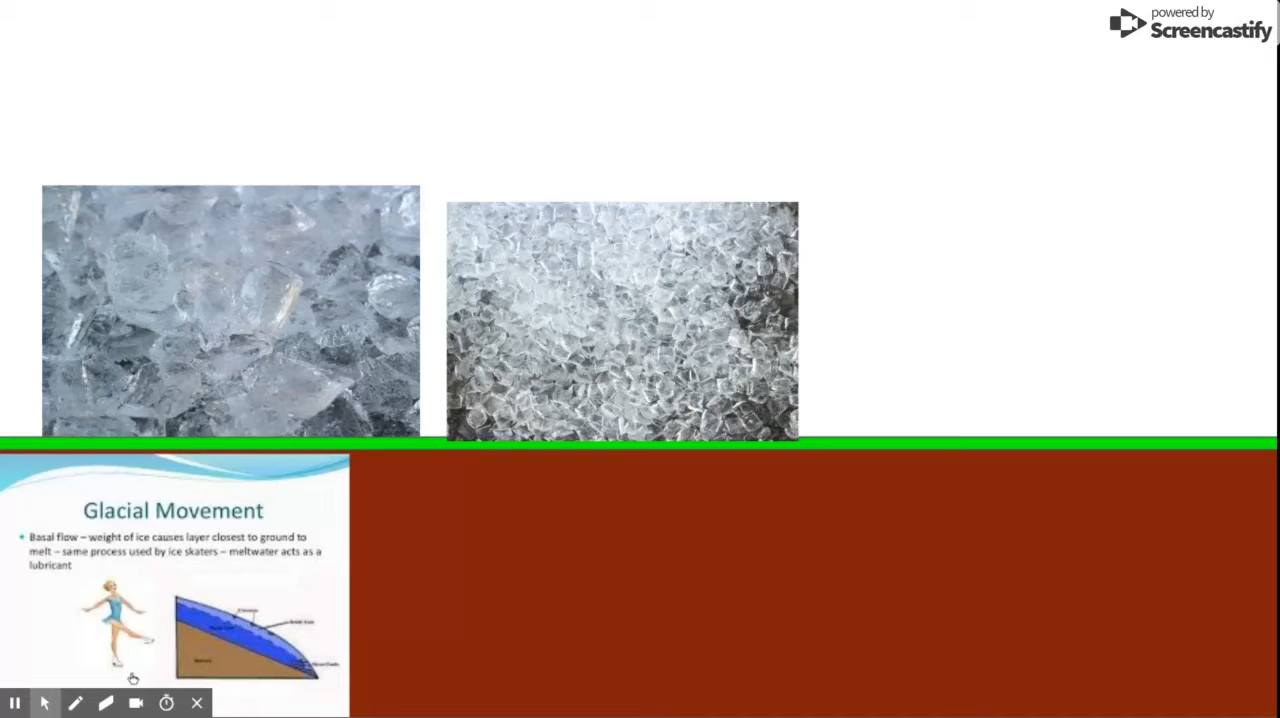 powered by
Screencastify
Glacial Movement
Basal flow – weight of ice causes layer closest to ground to
melt – same process used by ice skaters – meltwater acts as a
lubricant